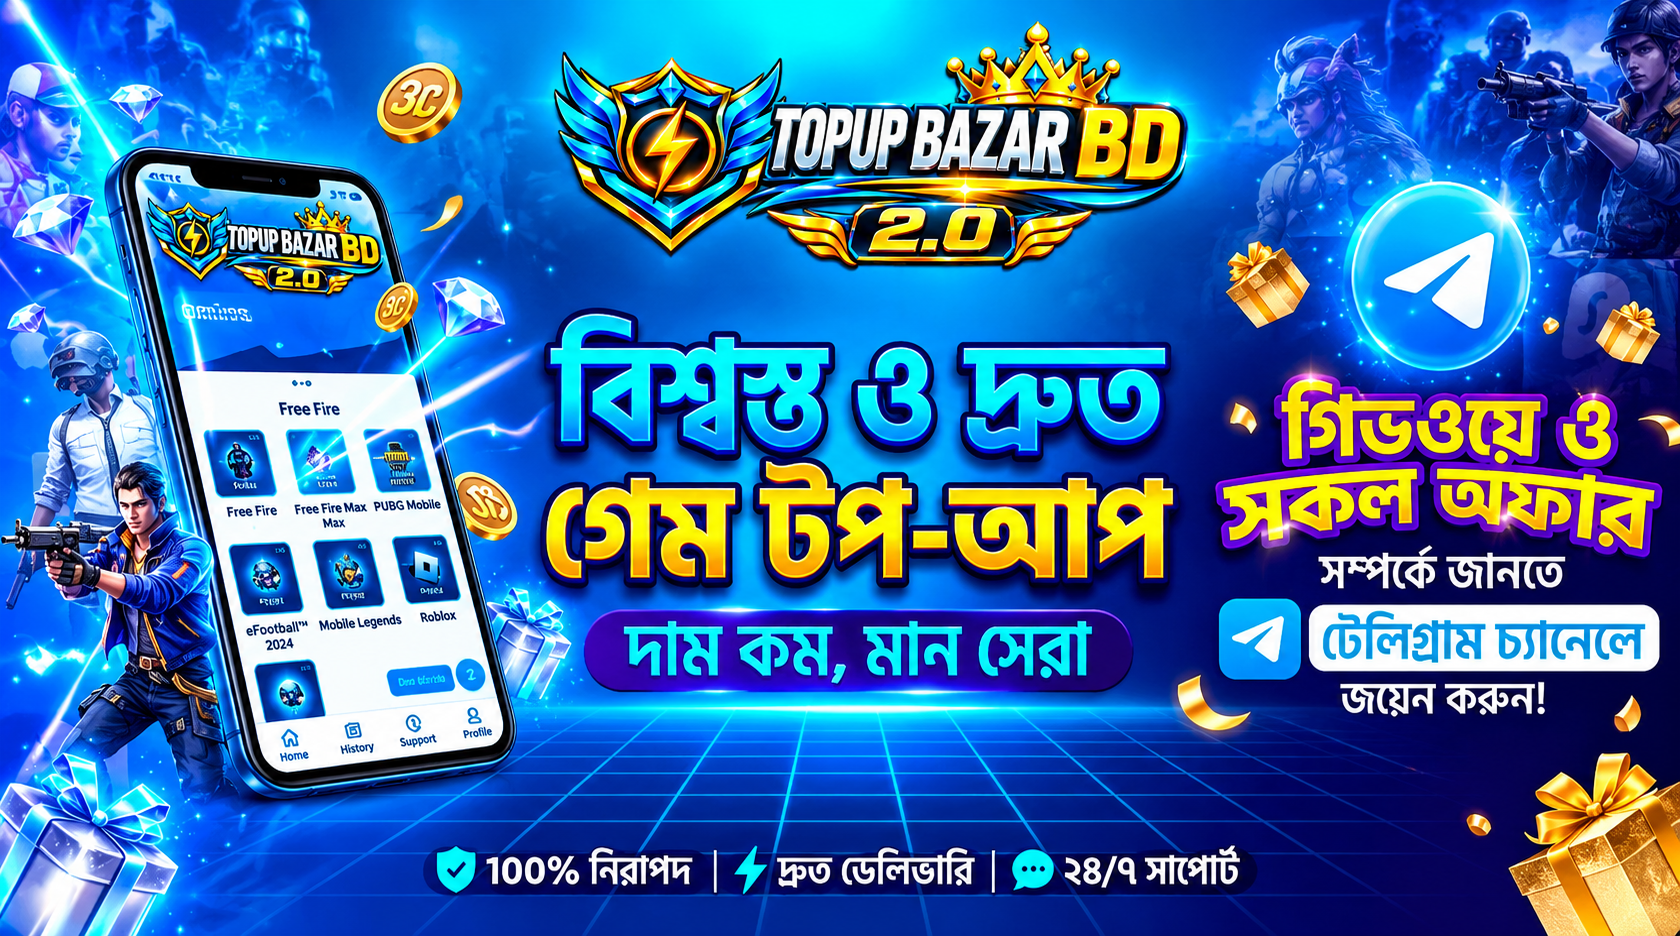 TOPUP BAZAR BD
2.0
TOPUP BAZAR BD
2.0
Free Fire
Free Fire
Free Fire Max
Max
PUBG Mobile
eFootball™
2024
Mobile Legends
Roblox
2
Home
History
Support
Profile
বিশ্বস্ত ও দ্রুত
গেম টপ-আপ
দাম কম, মান সেরা
গিভওয়ে ও
সকল অফার
সম্পর্কে জানতে
টেলিগ্রাম চ্যানেলে
জয়েন করুন!
100% নিরাপদ | দ্রুত ডেলিভারি | ২৪/৭ সাপোর্ট